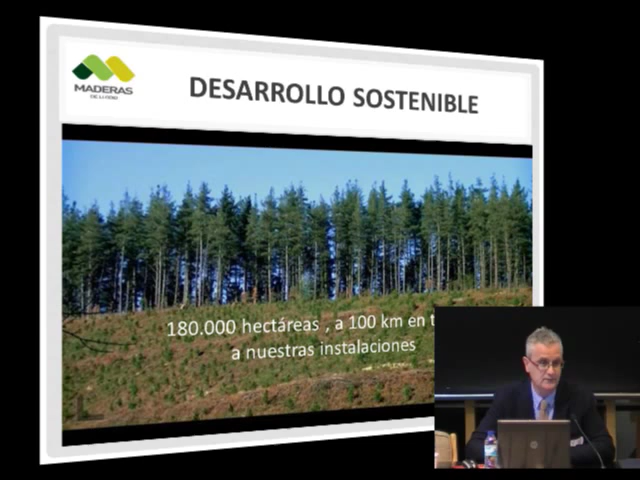 MADERAS
DESARROLLO SOSTENIBLE
180.000 hectáreas , a 100 km en
a nuestras instalaciones